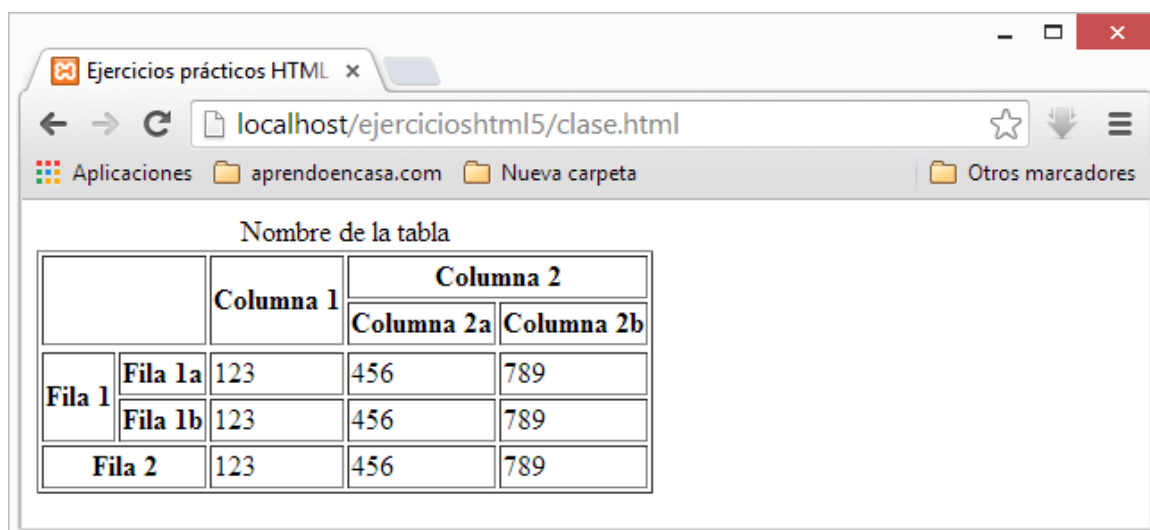 Ejercicios prácticos HTML
localhost/ejercicioshtml5/clase.html
Aplicaciones aprendoencasa.com Nueva carpeta Otros marcadores
Nombre de la tabla
Columna 1 Columna 2
Columna 2a Columna 2b
Fila 1 Fila 1a 123 456 789
Fila 1b 123 456 789
Fila 2 123 456 789